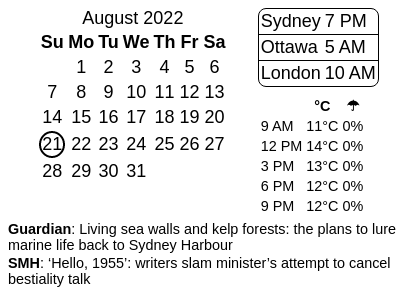 August 2022
Su Mo Tu We Th Fr Sa
1 2 3 4 5 6
7 8 9 10 11 12 13
14 15 16 17 18 19 20
21 22 23 24 25 26 27
28 29 30 31
Sydney 7 PM
Ottawa 5 AM
London 10 AM
°C ☂
9 AM 11°C 0%
12 PM 14°C 0%
3 PM 13°C 0%
6 PM 12°C 0%
9 PM 12°C 0%
Guardian: Living sea walls and kelp forests: the plans to lure
marine life back to Sydney Harbour
SMH: ‘Hello, 1955’: writers slam minister’s attempt to cancel
bestiality talk